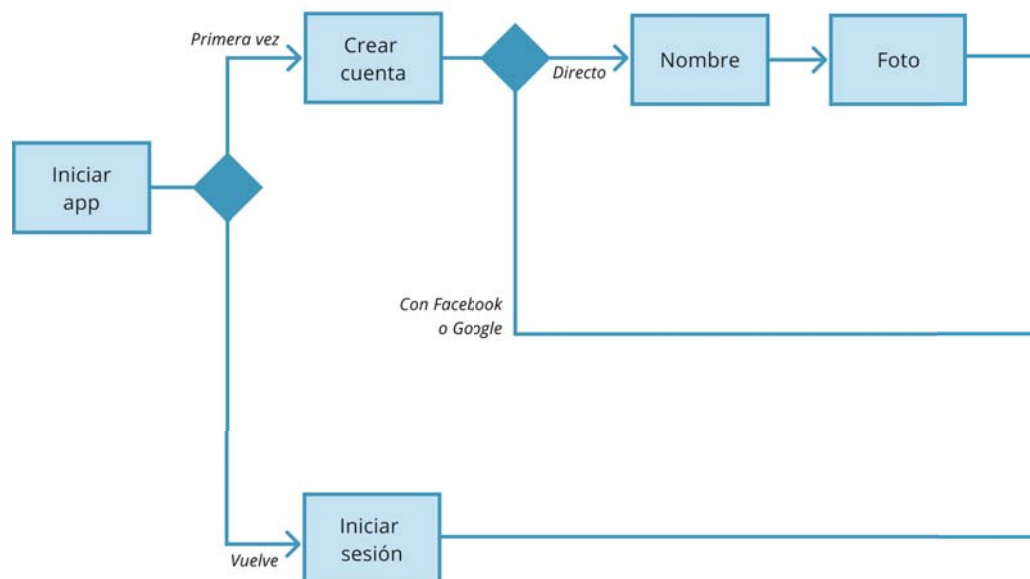 Primera vez
Crear
cuenta
Directo
Nombre
Foto
Iniciar
app
Con Facebook
o Google
Vuelve
Iniciar
sesión